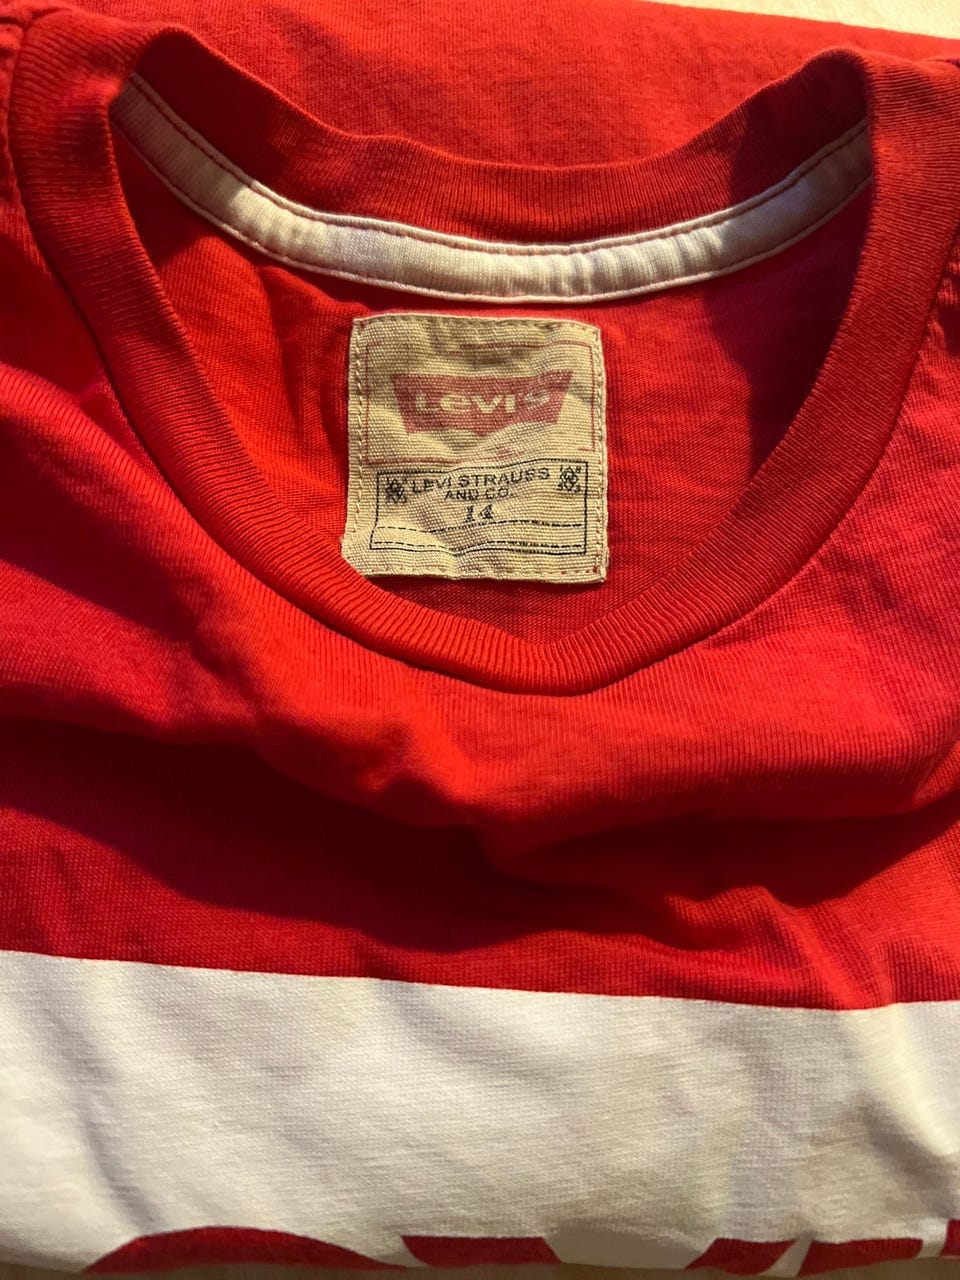 LEVI'S
LEVI STRAUSS
AND CO.
14